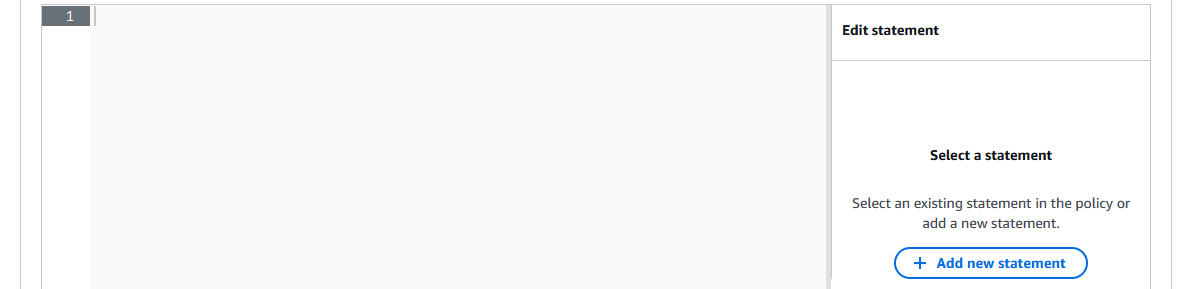 1
Edit statement
Select a statement
Select an existing statement in the policy or
add a new statement.
+ Add new statement